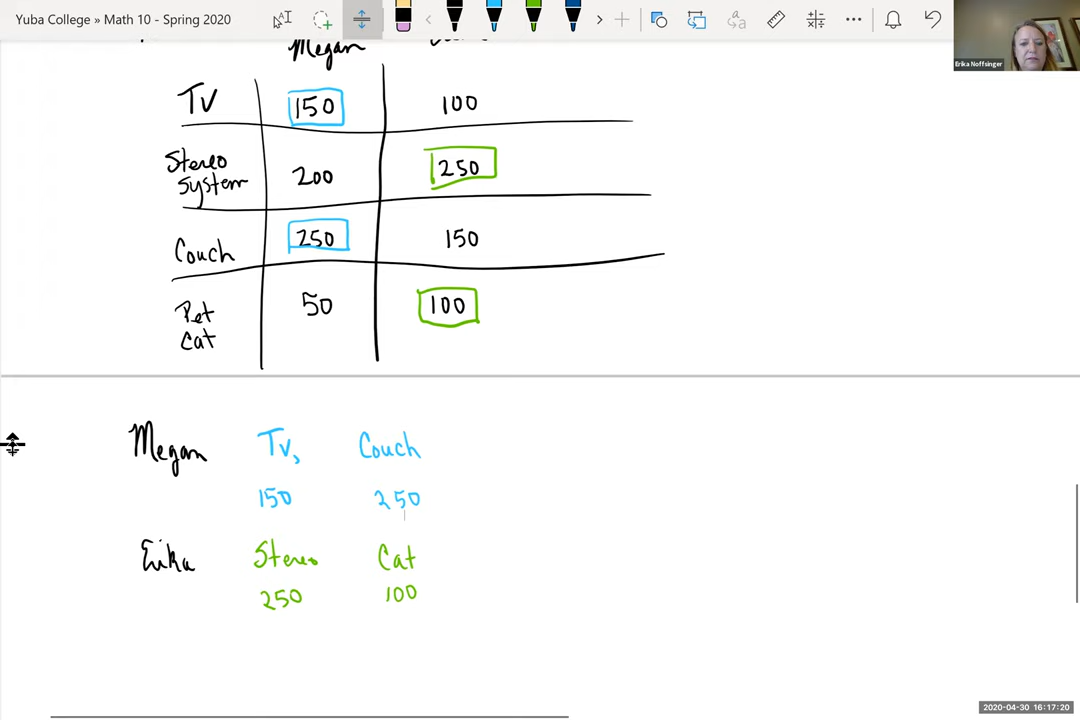 Yuba College » Math 10 - Spring 2020
Erika Noffsinger
Megan
TV 150 100
Stereo System 200 250
Couch 250 150
Pet Cat 50 100
Megan TV, Couch
150 250
Erika Stereo Cat
250 100
2020-04-30 16:17:20